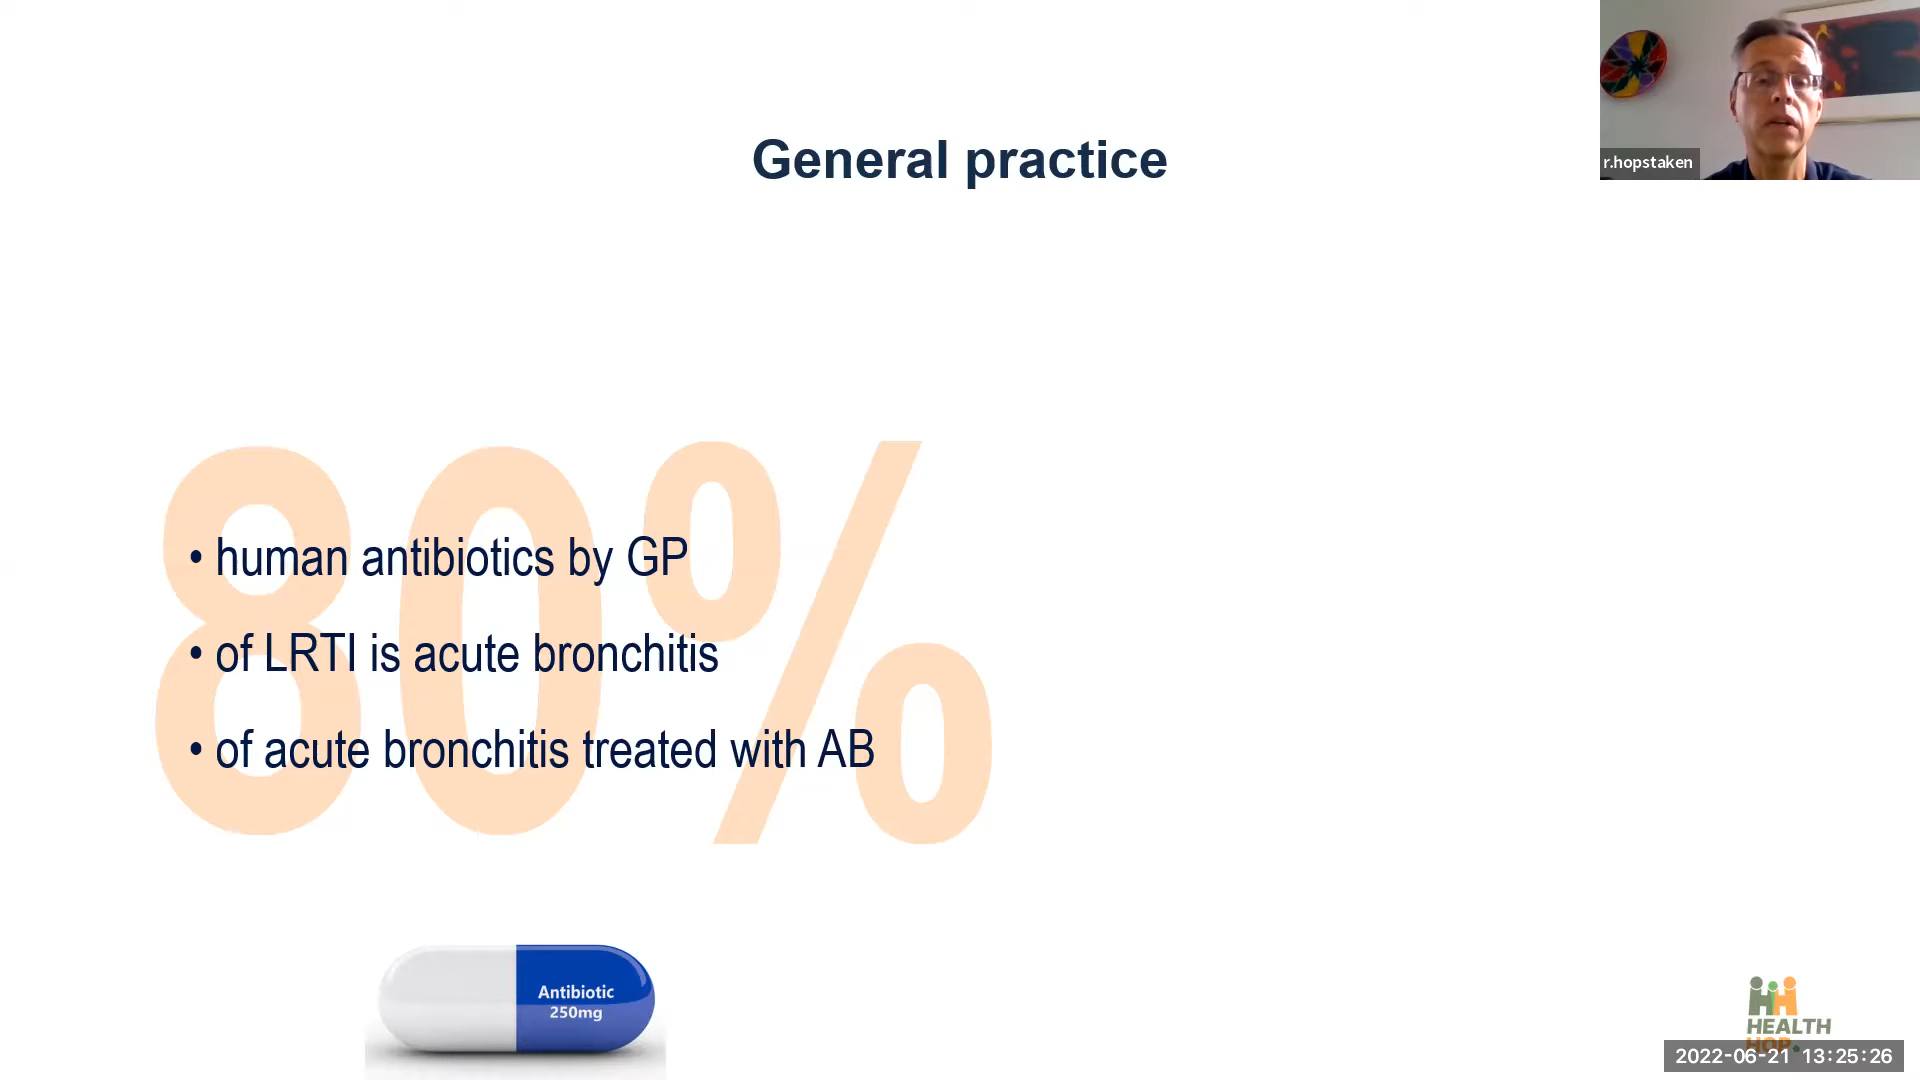 r.hopstaken
General practice
80%
• human antibiotics by GP
• of LRTI is acute bronchitis
• of acute bronchitis treated with AB
Antibiotic
250mg
HEALTH
HOP.
2022-06-21 13:25:26